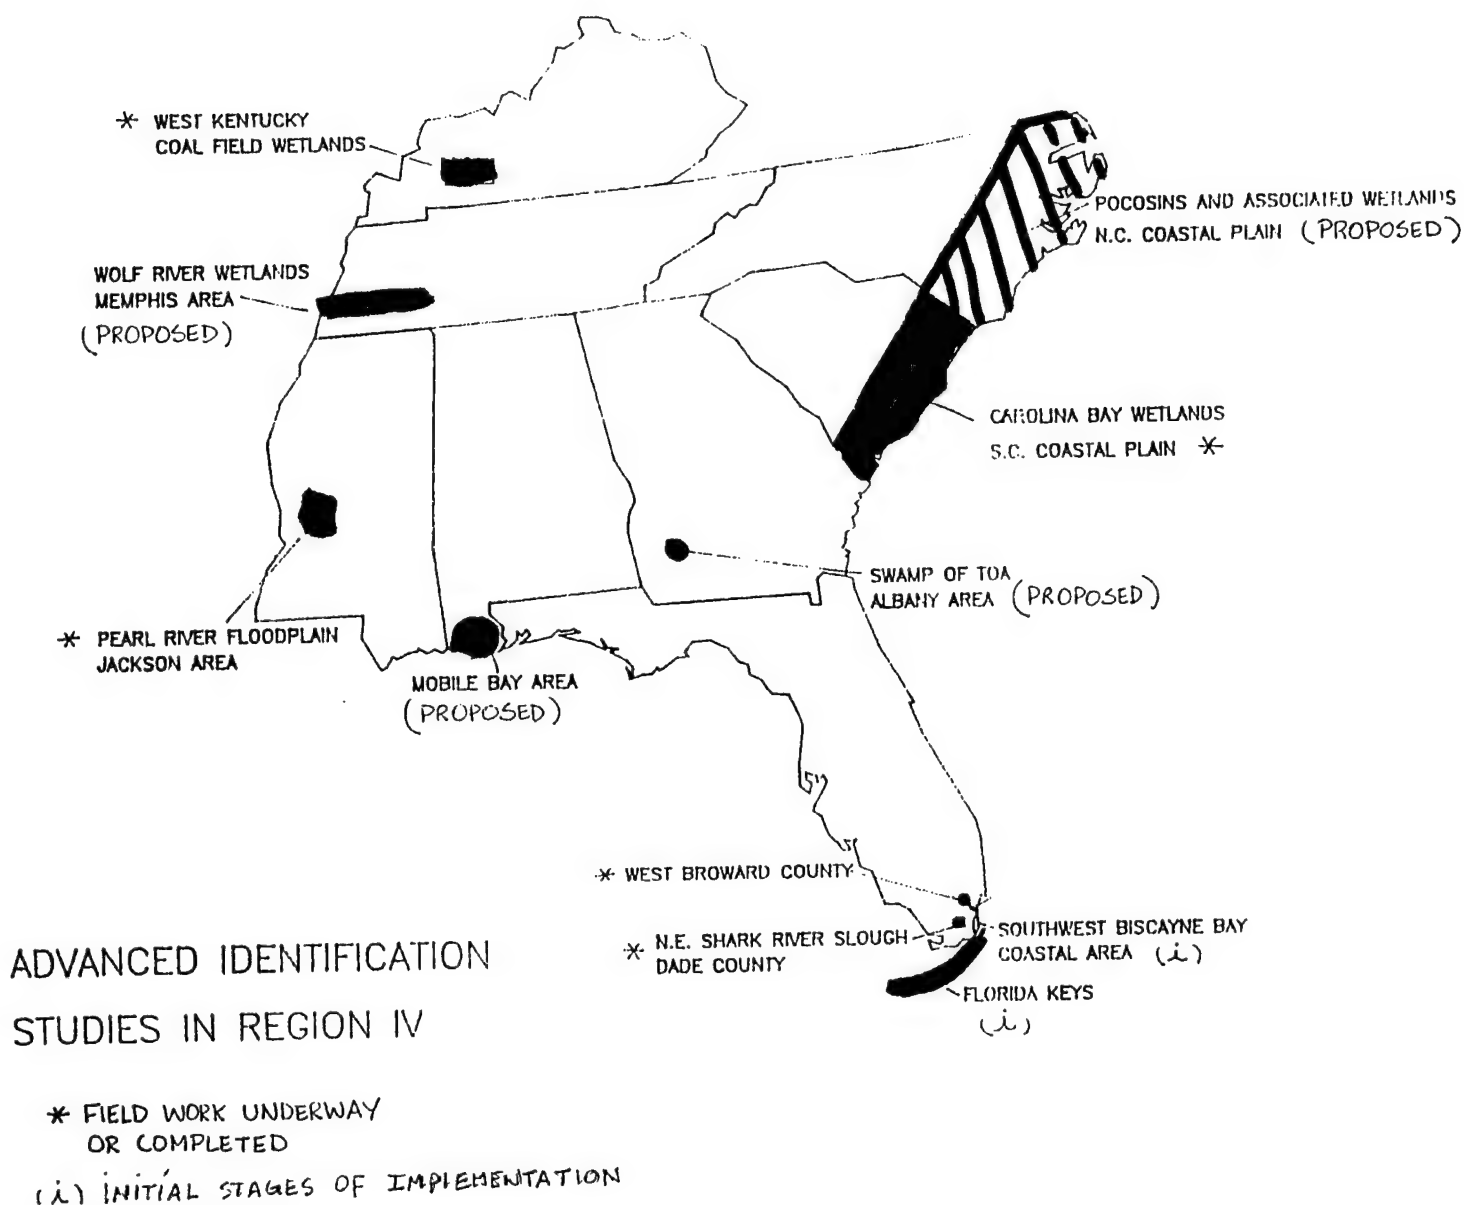 * WEST KENTUCKY
COAL FIELD WETLANDS
POCOSINS AND ASSOCIATED WETLANDS
N.C. COASTAL PLAIN (PROPOSED)
WOLF RIVER WETLANDS
MEMPHIS AREA
(PROPOSED)
CAROLINA BAY WETLANDS
S.C. COASTAL PLAIN *
SWAMP OF TOA
ALBANY AREA (PROPOSED)
* PEARL RIVER FLOODPLAIN
JACKSON AREA
MOBILE BAY AREA
(PROPOSED)
* WEST BROWARD COUNTY
* N.E. SHARK RIVER SLOUGH
DADE COUNTY
SOUTHWEST BISCAYNE BAY
COASTAL AREA (i)
FLORIDA KEYS
(i)
ADVANCED IDENTIFICATION
STUDIES IN REGION IV
* FIELD WORK UNDERWAY
OR COMPLETED
(i) INITIAL STAGES OF IMPLEMENTATION